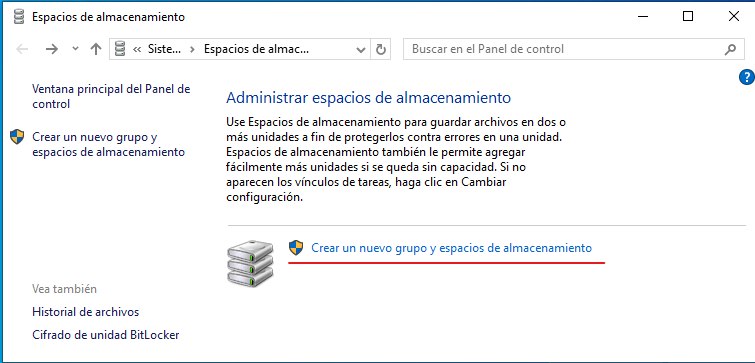 Espacios de almacenamiento
« Siste... > Espacios de almac...
Buscar en el Panel de control
Ventana principal del Panel de
control
Crear un nuevo grupo y
espacios de almacenamiento
Administrar espacios de almacenamiento
Use Espacios de almacenamiento para guardar archivos en dos o
más unidades a fin de protegerlos contra errores en una unidad.
Espacios de almacenamiento también le permite agregar
fácilmente más unidades si se queda sin capacidad. Si no
aparecen los vínculos de tareas, haga clic en Cambiar
configuración.
Crear un nuevo grupo y espacios de almacenamiento
Vea también
Historial de archivos
Cifrado de unidad BitLocker